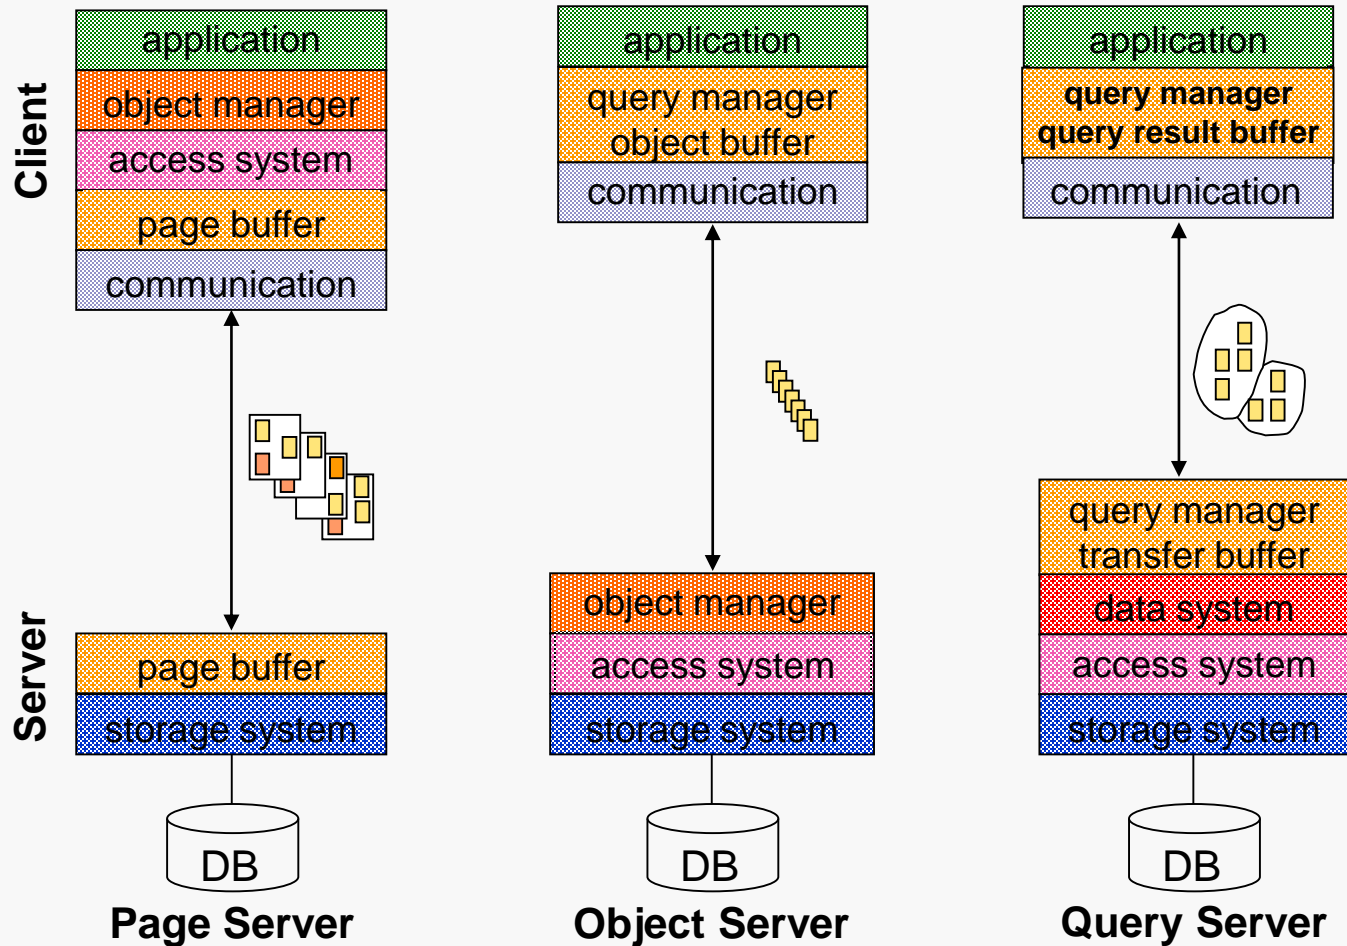 Client
Server
application
object manager
access system
page buffer
communication
page buffer
storage system
DB
Page Server
application
query manager
object buffer
communication
object manager
access system
storage system
DB
Object Server
application
query manager
query result buffer
communication
query manager
transfer buffer
data system
access system
storage system
DB
Query Server